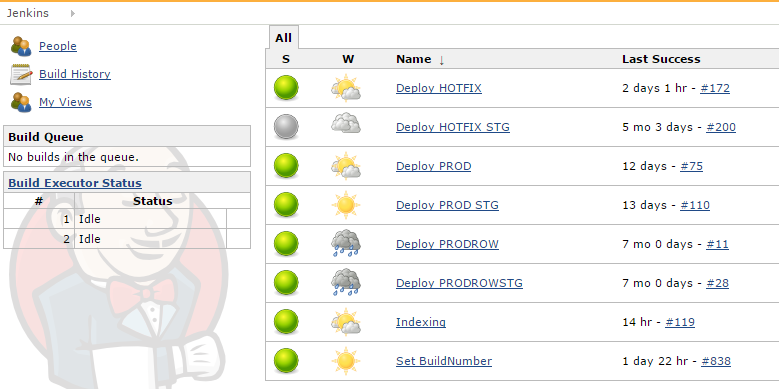 Jenkins
People
Build History
My Views
Build Queue
No builds in the queue.
Build Executor Status
# Status
1 Idle
2 Idle
All
S W Name ↓ Last Success
Deploy HOTFIX 2 days 1 hr - #172
Deploy HOTFIX STG 5 mo 3 days - #200
Deploy PROD 12 days - #75
Deploy PROD STG 13 days - #110
Deploy PRODROW 7 mo 0 days - #11
Deploy PRODROWSTG 7 mo 0 days - #28
Indexing 14 hr - #119
Set BuildNumber 1 day 22 hr - #838